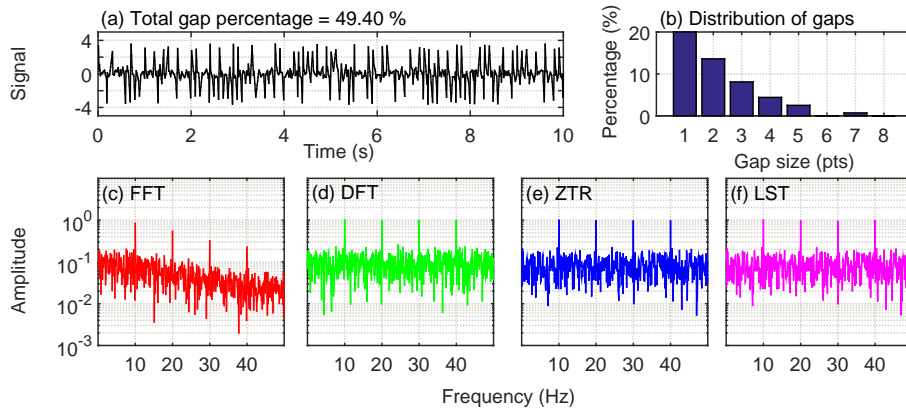 (a) Total gap percentage = 49.40 %
Signal
4
0
-4
0 2 4 6 8 10
Time (s)
(b) Distribution of gaps
Percentage (%)
20
10
0
1 2 3 4 5 6 7 8
Gap size (pts)
(c) FFT
(d) DFT
(e) ZTR
(f) LST
Amplitude
10^0
10^-1
10^-2
10^-3
10 20 30 40
10 20 30 40
10 20 30 40
10 20 30 40
Frequency (Hz)